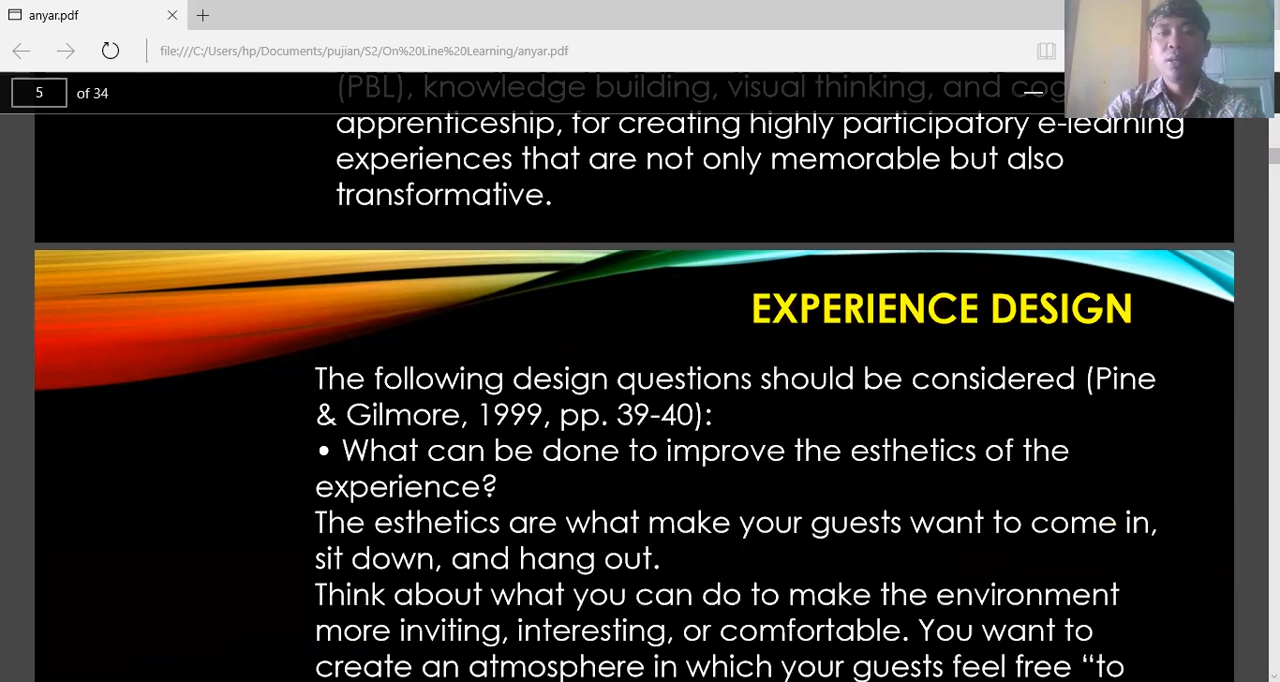 anyar.pdf
file:///C:/Users/hp/Documents/pujian/S2/On%20Line%20Learning/anyar.pdf
5 of 34
(PBL), knowledge building, visual thinking, and
apprenticeship, for creating highly participatory e-learning
experiences that are not only memorable but also
transformative.
EXPERIENCE DESIGN
The following design questions should be considered (Pine
& Gilmore, 1999, pp. 39-40):
• What can be done to improve the esthetics of the
experience?
The esthetics are what make your guests want to come in,
sit down, and hang out.
Think about what you can do to make the environment
more inviting, interesting, or comfortable. You want to
create an atmosphere in which your guests feel free “to